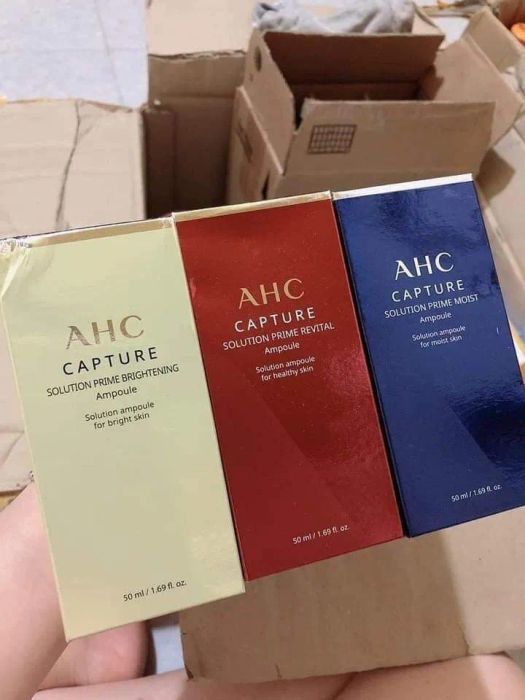 AHC
CAPTURE
SOLUTION PRIME BRIGHTENING
Ampoule
Solution ampoule
for bright skin
50 ml / 1.69 fl. oz.
AHC
CAPTURE
SOLUTION PRIME REVITAL
Ampoule
Solution ampoule
for healthy skin
50 ml / 1.69 fl. oz.
AHC
CAPTURE
SOLUTION PRIME MOIST
Ampoule
Solution ampoule
for moist skin
50 ml / 1.69 fl. oz.